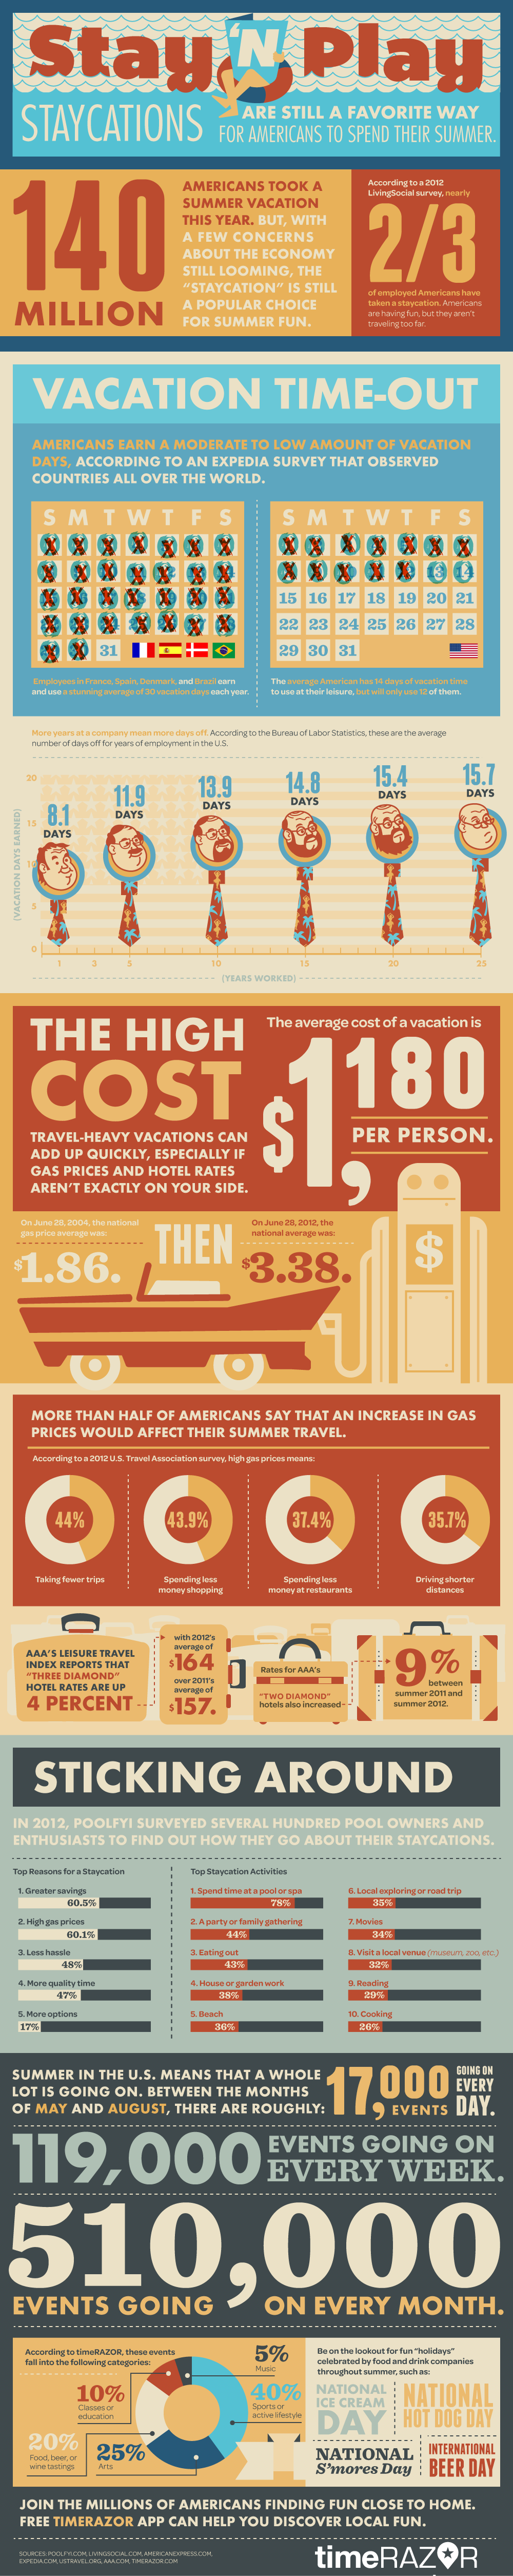 Stay 'N Play
STAYCATIONS
ARE STILL A FAVORITE WAY
FOR AMERICANS TO SPEND THEIR SUMMER.
140
MILLION
AMERICANS TOOK A
SUMMER VACATION
THIS YEAR. BUT, WITH
A FEW CONCERNS
ABOUT THE ECONOMY
STILL LOOMING, THE
"STAYCATION" IS STILL
A POPULAR CHOICE
FOR SUMMER FUN.
According to a 2012
LivingSocial survey, nearly
2/3
of employed Americans have
taken a staycation. Americans
are having fun, but they aren't
traveling too far.
VACATION TIME-OUT
AMERICANS EARN A MODERATE TO LOW AMOUNT OF VACATION
DAYS, ACCORDING TO AN EXPEDIA SURVEY THAT OBSERVED
COUNTRIES ALL OVER THE WORLD.
S M T W T F S
31
Employees in France, Spain, Denmark, and Brazil earn
and use a stunning average of 30 vacation days each year.
S M T W T F S
13 14
15 16 17 18 19 20 21
22 23 24 25 26 27 28
29 30 31
The average American has 14 days of vacation time
to use at their leisure, but will only use 12 of them.
More years at a company mean more days off. According to the Bureau of Labor Statistics, these are the average
number of days off for years of employment in the U.S.
(VACATION DAYS EARNED)
20
15
10
5
0
8.1
DAYS
11.9
DAYS
13.9
DAYS
14.8
DAYS
15.4
DAYS
15.7
DAYS
1 3 5 10 15 20 25
(YEARS WORKED)
THE HIGH
COST
TRAVEL-HEAVY VACATIONS CAN
ADD UP QUICKLY, ESPECIALLY IF
GAS PRICES AND HOTEL RATES
AREN'T EXACTLY ON YOUR SIDE.
The average cost of a vacation is
$1,180
PER PERSON.
On June 28, 2004, the national
gas price average was:
$1.86.
THEN
On June 28, 2012, the
national average was:
$3.38.
$
MORE THAN HALF OF AMERICANS SAY THAT AN INCREASE IN GAS
PRICES WOULD AFFECT THEIR SUMMER TRAVEL.
According to a 2012 U.S. Travel Association survey, high gas prices means:
44%
Taking fewer trips
43.9%
Spending less
money shopping
37.4%
Spending less
money at restaurants
35.7%
Driving shorter
distances
AAA'S LEISURE TRAVEL
INDEX REPORTS THAT
"THREE DIAMOND"
HOTEL RATES ARE UP
4 PERCENT
with 2012's
average of
$164
over 2011's
average of
$157.
Rates for AAA's
"TWO DIAMOND"
hotels also increased
9%
between
summer 2011 and
summer 2012.
STICKING AROUND
IN 2012, POOLFYI SURVEYED SEVERAL HUNDRED POOL OWNERS AND
ENTHUSIASTS TO FIND OUT HOW THEY GO ABOUT THEIR STAYCATIONS.
Top Reasons for a Staycation
1. Greater savings
60.5%
2. High gas prices
60.1%
3. Less hassle
48%
4. More quality time
47%
5. More options
17%
Top Staycation Activities
1. Spend time at a pool or spa
78%
2. A party or family gathering
44%
3. Eating out
43%
4. House or garden work
38%
5. Beach
36%
6. Local exploring or road trip
35%
7. Movies
34%
8. Visit a local venue (museum, zoo, etc.)
32%
9. Reading
29%
10. Cooking
26%
SUMMER IN THE U.S. MEANS THAT A WHOLE
LOT IS GOING ON. BETWEEN THE MONTHS
OF MAY AND AUGUST, THERE ARE ROUGHLY:
17,000
EVENTS
GOING ON
EVERY
DAY.
119,000
EVENTS GOING ON
EVERY WEEK.
510,000
EVENTS GOING ON EVERY MONTH.
According to timeRAZOR, these events
fall into the following categories:
5%
Music
10%
Classes or
education
40%
Sports or
active lifestyle
20%
Food, beer, or
wine tastings
25%
Arts
Be on the lookout for fun "holidays"
celebrated by food and drink companies
throughout summer, such as:
NATIONAL
ICE CREAM
DAY
NATIONAL
HOT DOG DAY
NATIONAL
S'mores Day
INTERNATIONAL
BEER DAY
JOIN THE MILLIONS OF AMERICANS FINDING FUN CLOSE TO HOME.
FREE TIMERAZOR APP CAN HELP YOU DISCOVER LOCAL FUN.
SOURCES: POOLFYI.COM, LIVINGSOCIAL.COM, AMERICANEXPRESS.COM,
EXPEDIA.COM, USTRAVEL.ORG, AAA.COM, TIMERAZOR.COM
timeRAZOR